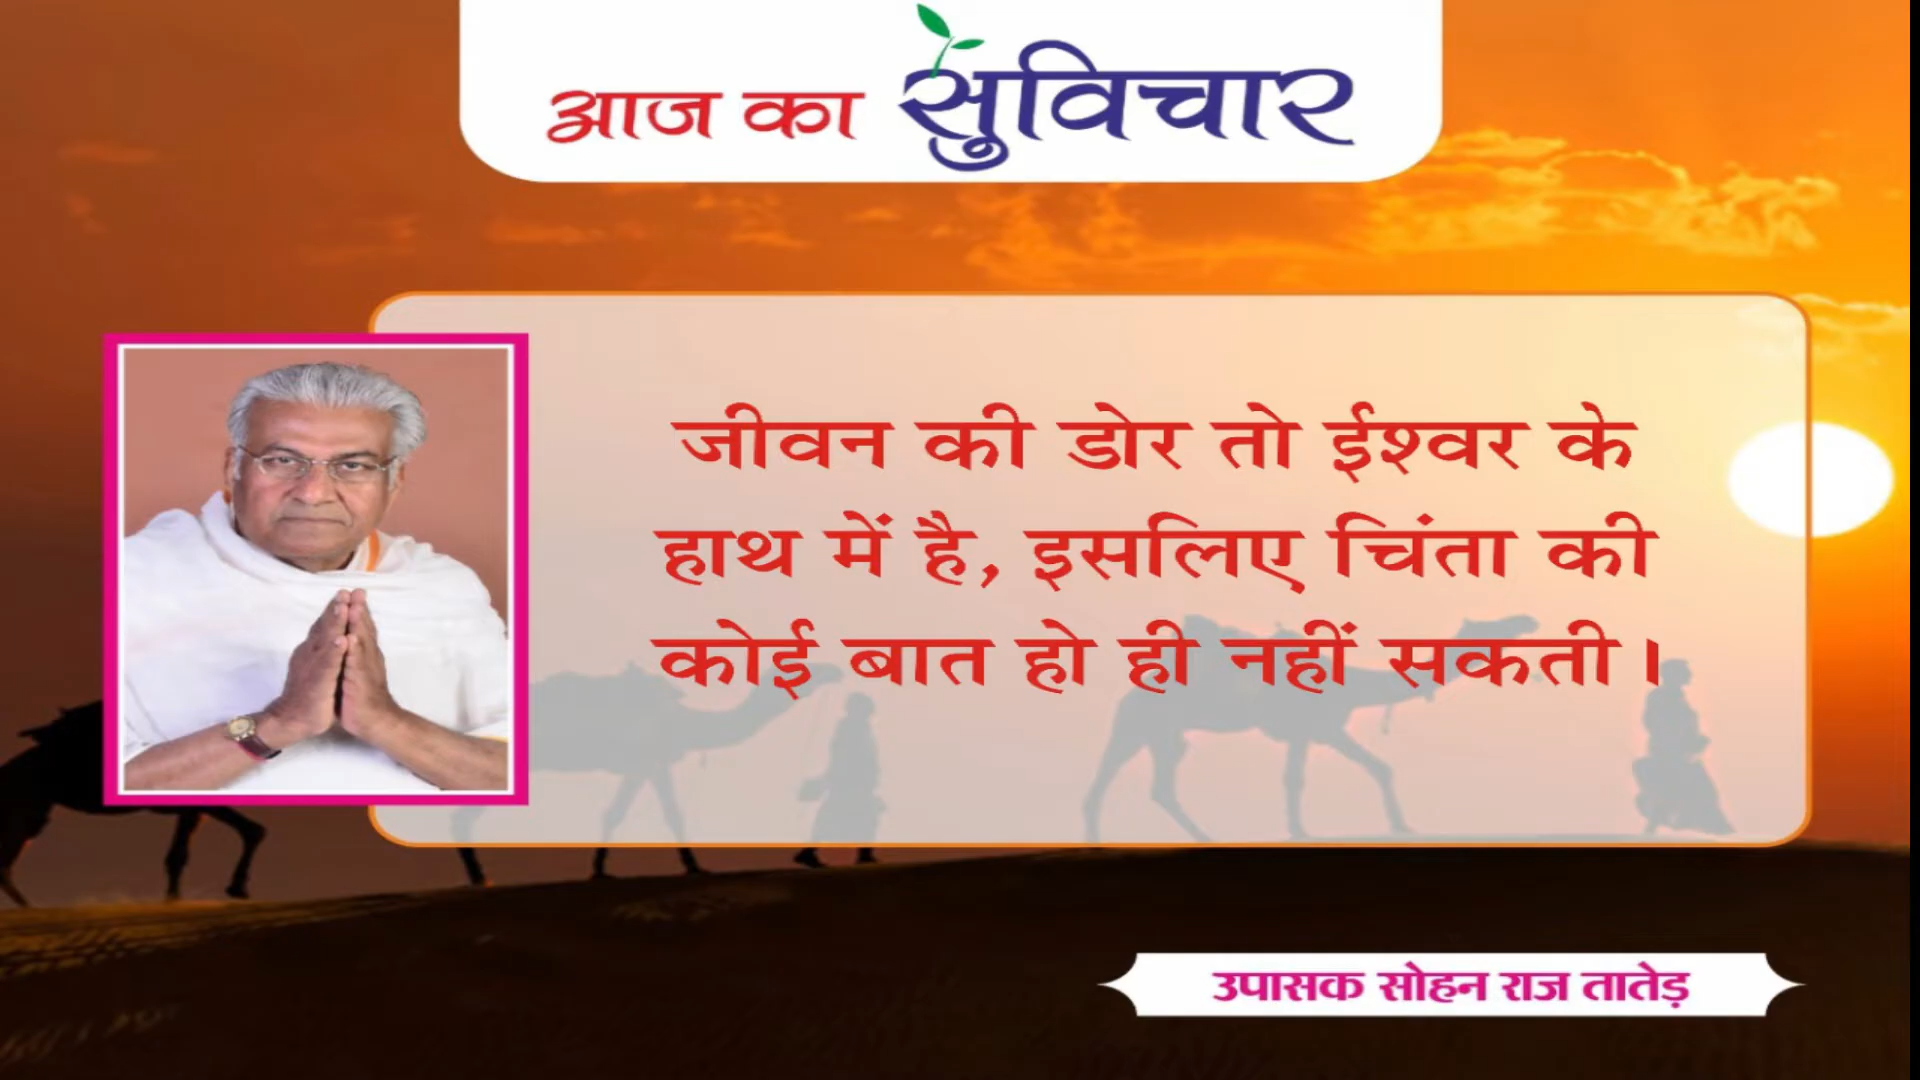 आज का सुविचार
जीवन की डोर तो ईश्वर के
हाथ में है, इसलिए चिंता की
कोई बात हो ही नहीं सकती।
उपासक सोहन राज तातेड़